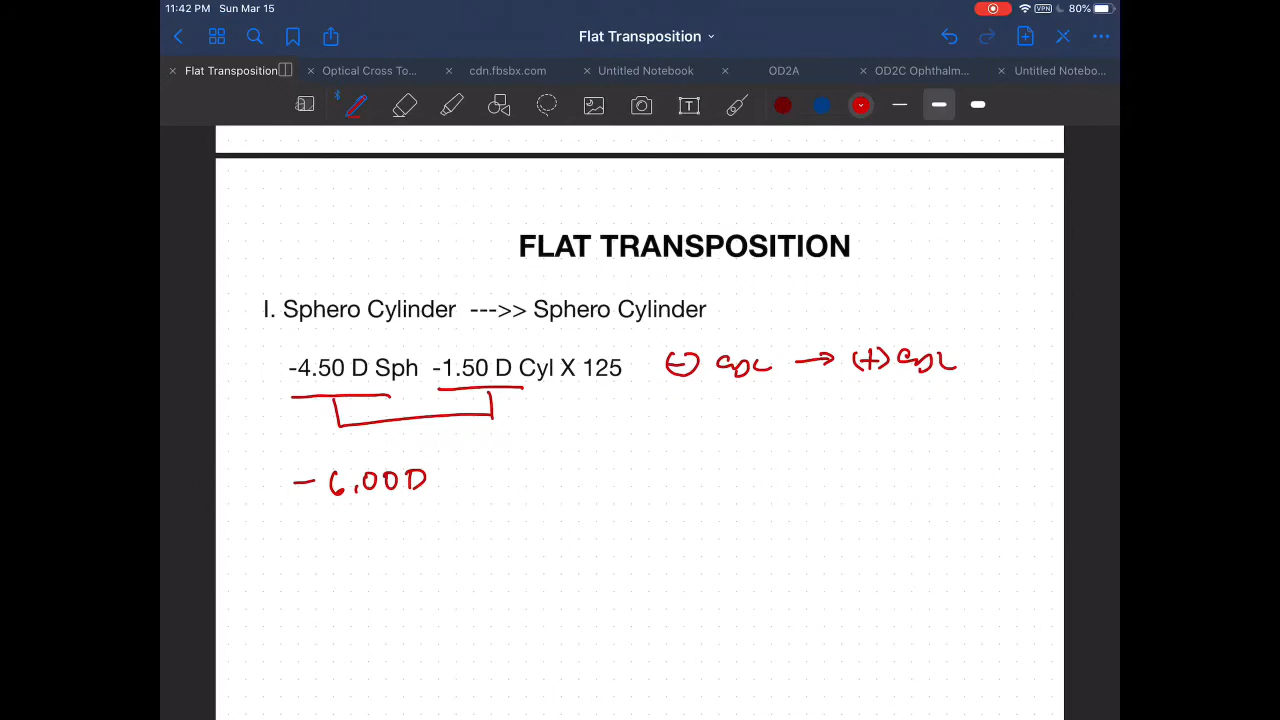 11:42 PM Sun Mar 15 VPN 80%
Flat Transposition
Flat Transposition Optical Cross To... cdn.fbsbx.com Untitled Notebook OD2A OD2C Ophthalm... Untitled Notebo...
FLAT TRANSPOSITION
I. Sphero Cylinder --->> Sphero Cylinder
-4.50 D Sph -1.50 D Cyl X 125 (-) cyl → (+) cyl
- 6.00D